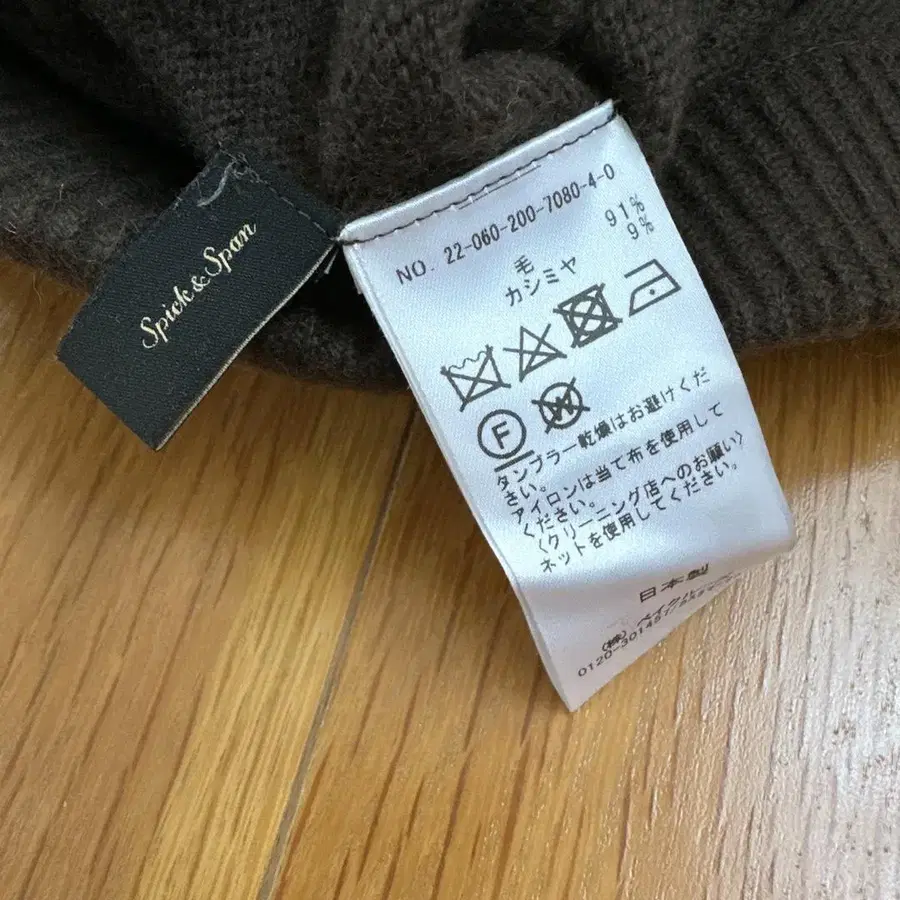 Spick&Span
NO. 22-060-200-7080-4-0
毛 91%
カシミヤ 9%
F
W
タンブラー乾燥はお避けくだ
さい。
アイロンは当て布を使用して
ください。
〈クリーニング店へのお願い〉
ネットを使用してください。
日本製
(株)